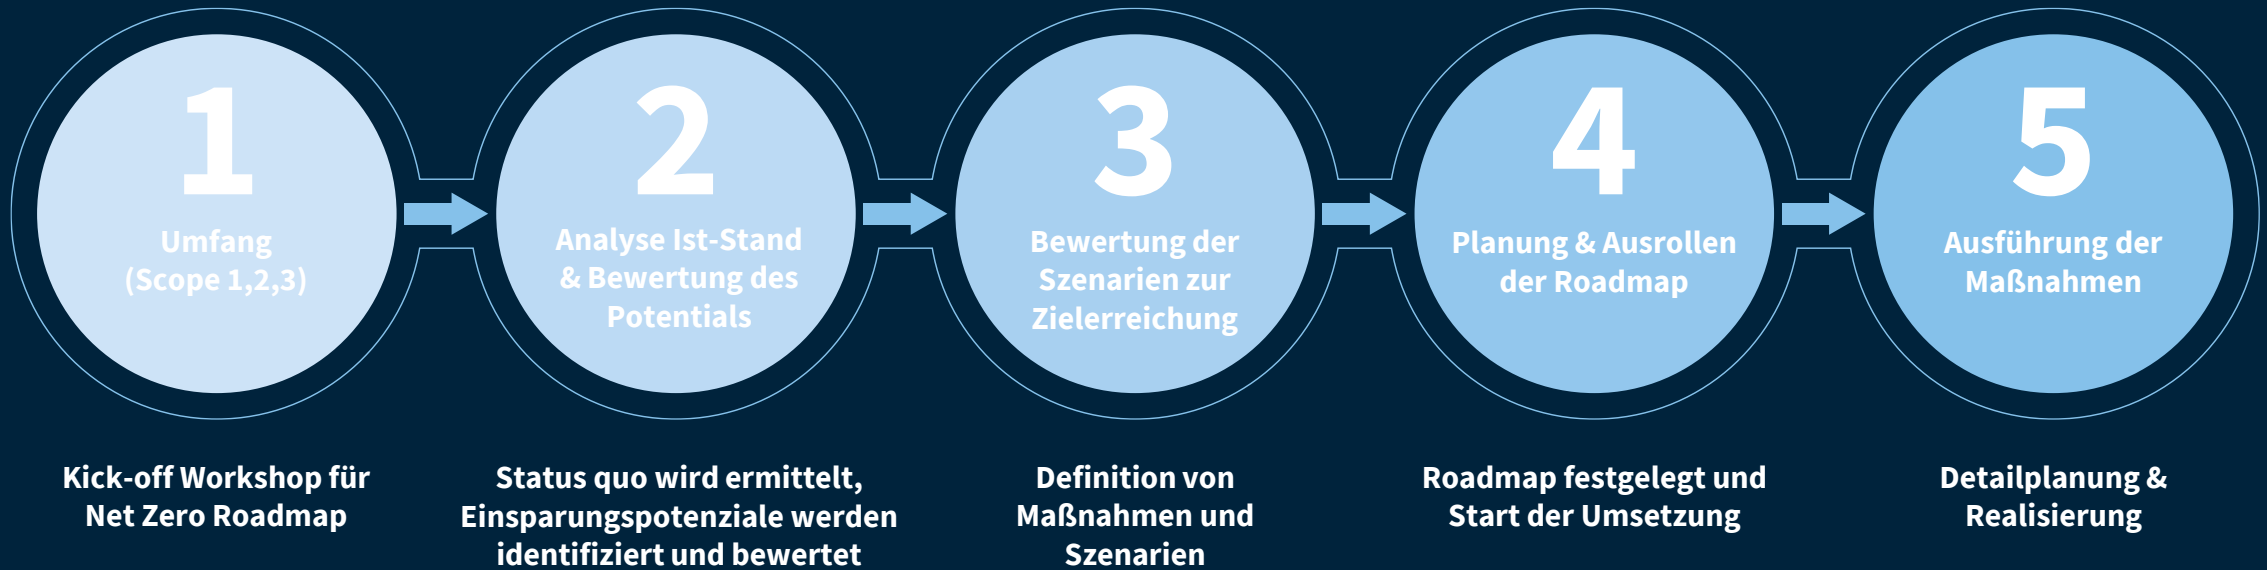 1
Umfang
(Scope 1,2,3)
Kick-off Workshop für
Net Zero Roadmap
2
Analyse Ist-Stand
& Bewertung des
Potentials
Status quo wird ermittelt,
Einsparungspotenziale werden
identifiziert und bewertet
3
Bewertung der
Szenarien zur
Zielerreichung
Definition von
Maßnahmen und
Szenarien
4
Planung & Ausrollen
der Roadmap
Roadmap festgelegt und
Start der Umsetzung
5
Ausführung der
Maßnahmen
Detailplanung &
Realisierung